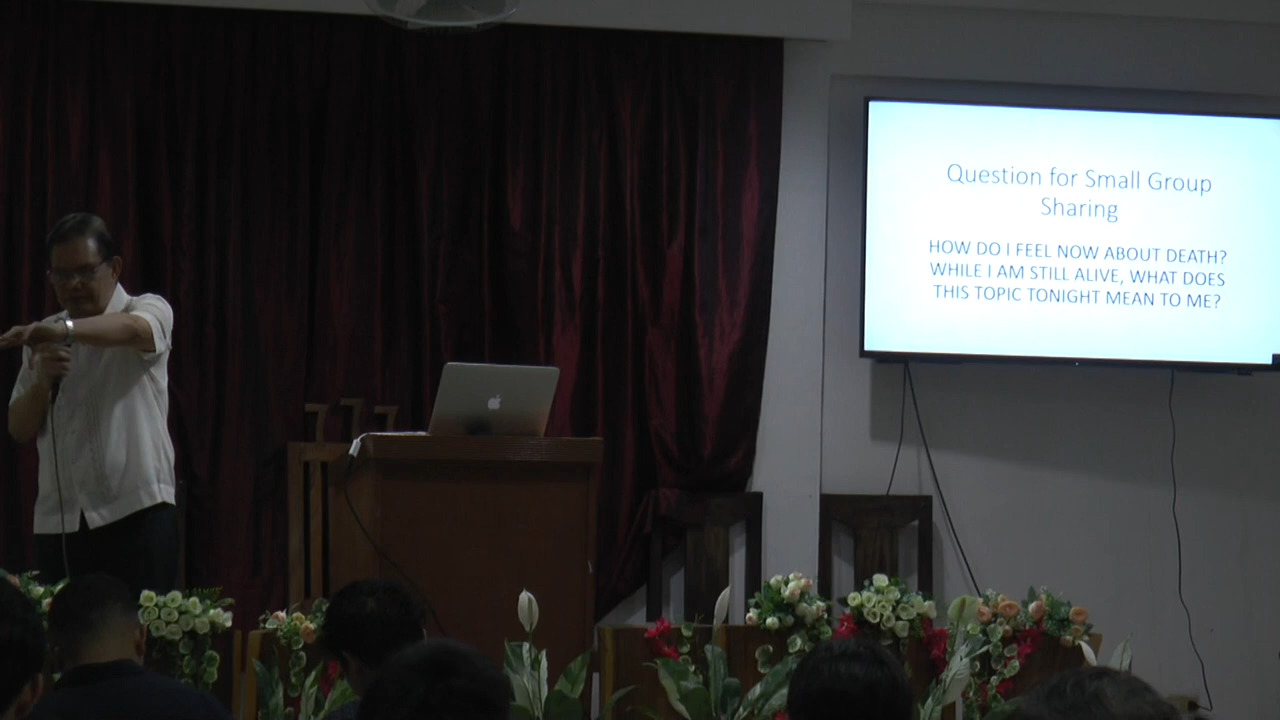 Question for Small Group
Sharing
HOW DO I FEEL NOW ABOUT DEATH?
WHILE I AM STILL ALIVE, WHAT DOES
THIS TOPIC TONIGHT MEAN TO ME?